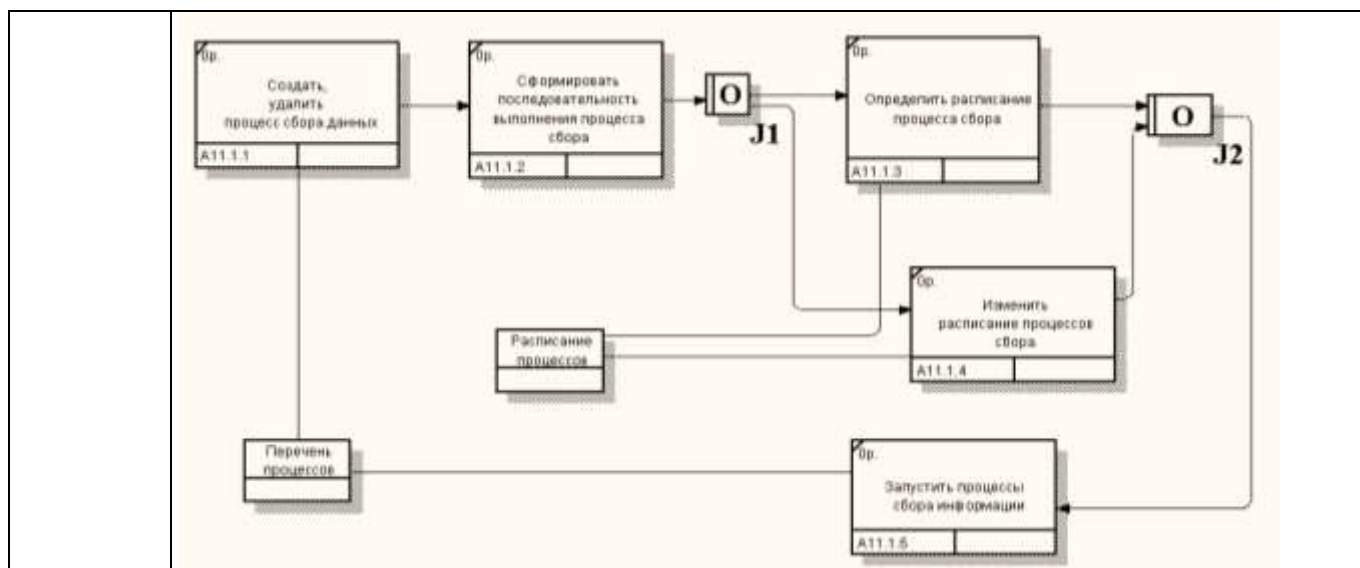 0р.
Создать,
удалить
процесс сбора данных
A11.1.1
0р.
Сформировать
последовательность
выполнения процесса
сбора
A11.1.2
O
J1
0р.
Определить расписание
процесса сбора
A11.1.3
O
J2
0р.
Изменить
расписание процессов
сбора
A11.1.4
Расписание
процессов
Перечень
процессов
0р.
Запустить процессы
сбора информации
A11.1.5